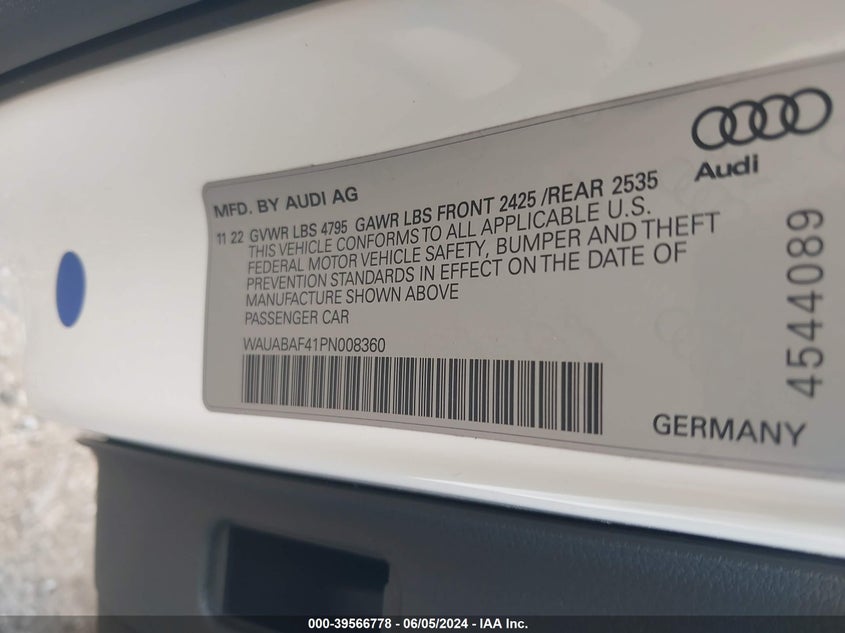 Audi
MFD. BY AUDI AG
11 22 GVWR LBS 4795 GAWR LBS FRONT 2425 /REAR 2535
THIS VEHICLE CONFORMS TO ALL APPLICABLE U.S.
FEDERAL MOTOR VEHICLE SAFETY, BUMPER AND THEFT
PREVENTION STANDARDS IN EFFECT ON THE DATE OF
MANUFACTURE SHOWN ABOVE
PASSENGER CAR
WAUABAF41PN008360
GERMANY
4544089
000-39566778 - 06/05/2024 - IAA Inc.